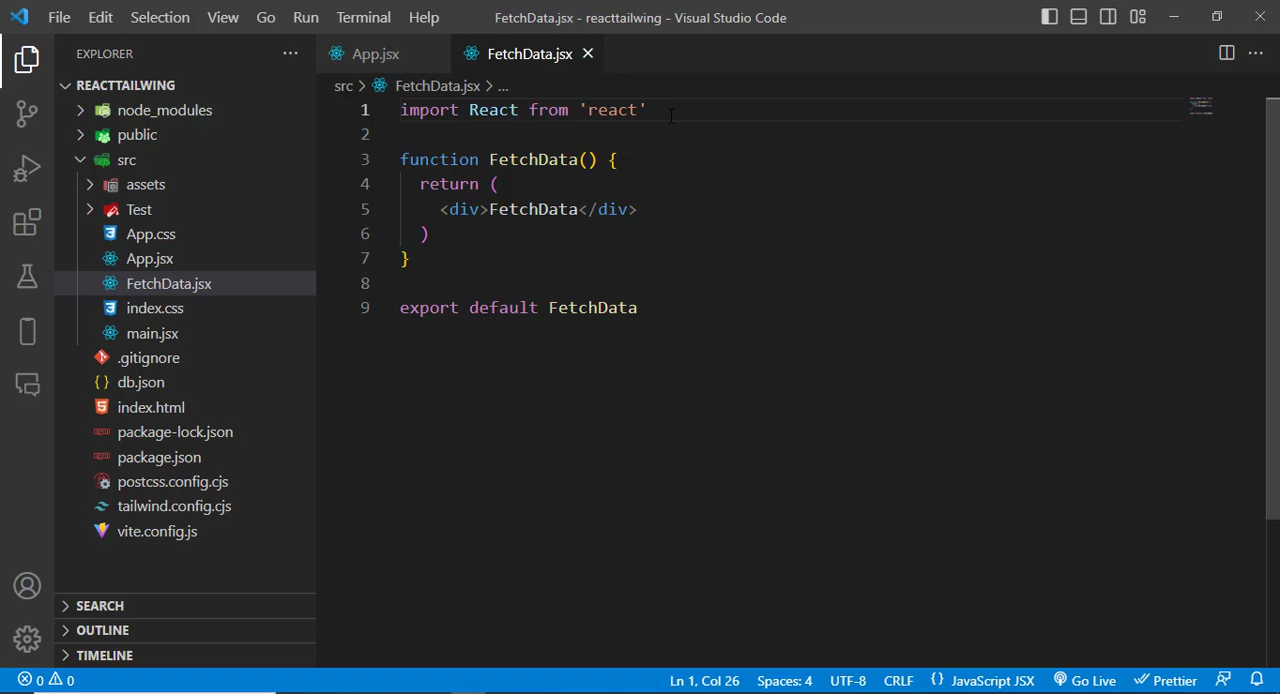 File Edit Selection View Go Run Terminal Help FetchData.jsx - reacttailwing - Visual Studio Code
EXPLORER
REACTTAILWING
node_modules
public
src
assets
Test
App.css
App.jsx
FetchData.jsx
index.css
main.jsx
.gitignore
db.json
index.html
package-lock.json
package.json
postcss.config.cjs
tailwind.config.cjs
vite.config.js
SEARCH
OUTLINE
TIMELINE
App.jsx FetchData.jsx
src > FetchData.jsx > ...
1 import React from 'react'
2
3 function FetchData() {
4 return (
5 <div>FetchData</div>
6 )
7 }
8
9 export default FetchData
0 0 Ln 1, Col 26 Spaces: 4 UTF-8 CRLF {} JavaScript JSX Go Live Prettier